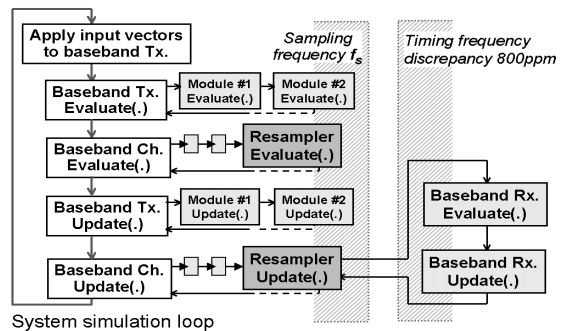 Apply input vectors
to baseband Tx.
Sampling
frequency fs
Timing frequency
discrepancy 800ppm
Baseband Tx.
Evaluate(.)
Module #1
Evaluate(.)
Module #2
Evaluate(.)
Baseband Ch.
Evaluate(.)
Resampler
Evaluate(.)
Baseband Tx.
Update(.)
Module #1
Update(.)
Module #2
Update(.)
Baseband Rx.
Evaluate(.)
Baseband Ch.
Update(.)
Resampler
Update(.)
Baseband Rx.
Update(.)
System simulation loop